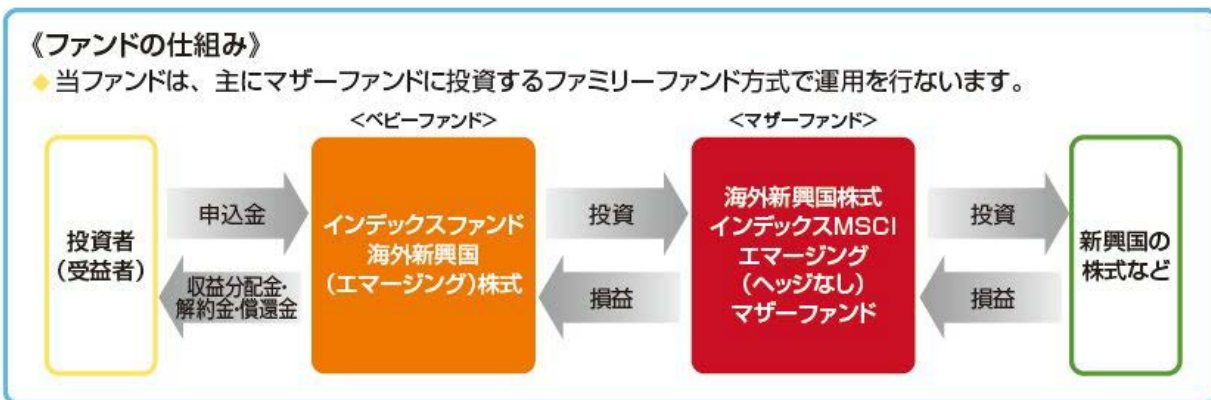 《ファンドの仕組み》
◆当ファンドは、主にマザーファンドに投資するファミリーファンド方式で運用を行ないます。
<ベビーファンド>
<マザーファンド>
投資者
(受益者)
申込金
収益分配金・
解約金・償還金
インデックスファンド
海外新興国
(エマージング)株式
投資
損益
海外新興国株式
インデックスMSCI
エマージング
(ヘッジなし)
マザーファンド
投資
損益
新興国の
株式など